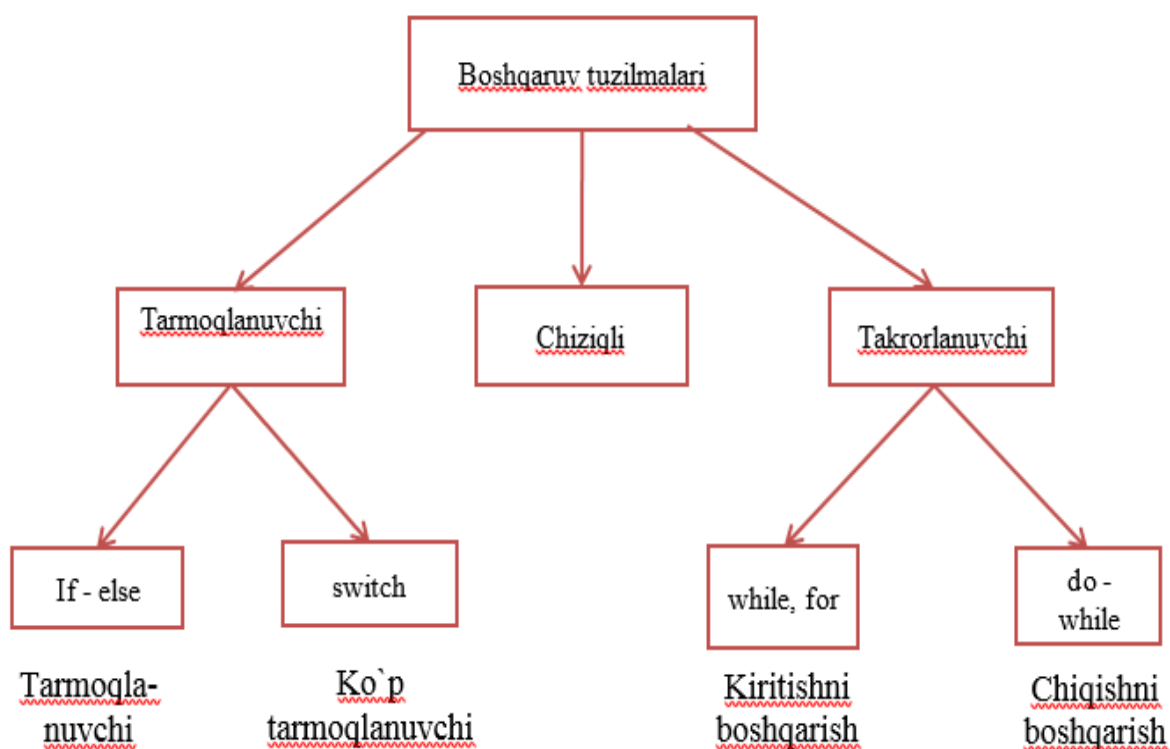 Boshqaruv tuzilmalari
Tarmoqlanuvchi
Chiziqli
Takrorlanuvchi
If - else
switch
while, for
do -
while
Tarmoqla-
nuvchi
Ko`p
tarmoqlanuvchi
Kiritishni
boshqarish
Chiqishni
boshqarish